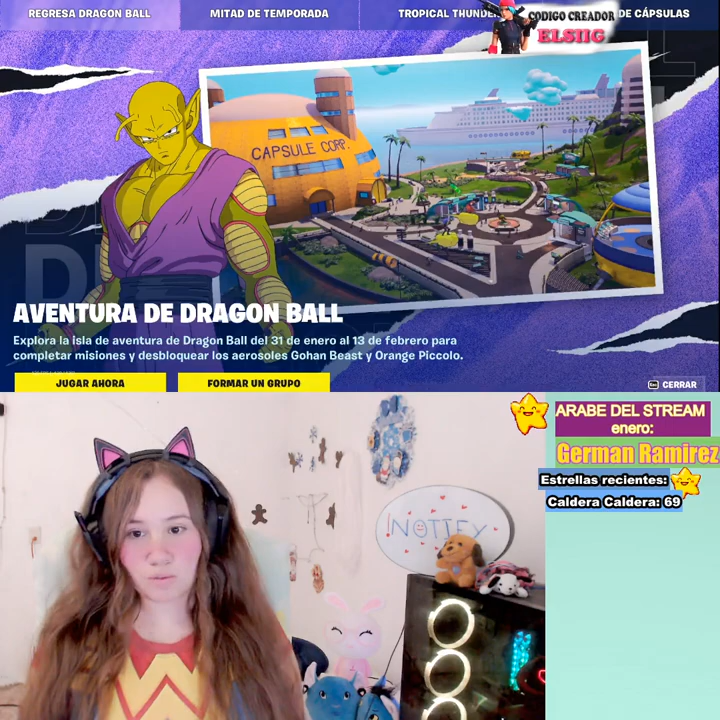 REGRESA DRAGON BALL
MITAD DE TEMPORADA
TROPICAL THUNDE
DE CÁPSULAS
CODIGO CREADOR
ELSIIG
CAPSULE CORP.
AVENTURA DE DRAGON BALL
Explora la isla de aventura de Dragon Ball del 31 de enero al 13 de febrero para
completar misiones y desbloquear los aerosoles Gohan Beast y Orange Piccolo.
JUGAR AHORA
FORMAR UN GRUPO
Esc CERRAR
ARABE DEL STREAM
enero:
German Ramirez
Estrellas recientes:
Caldera Caldera: 69